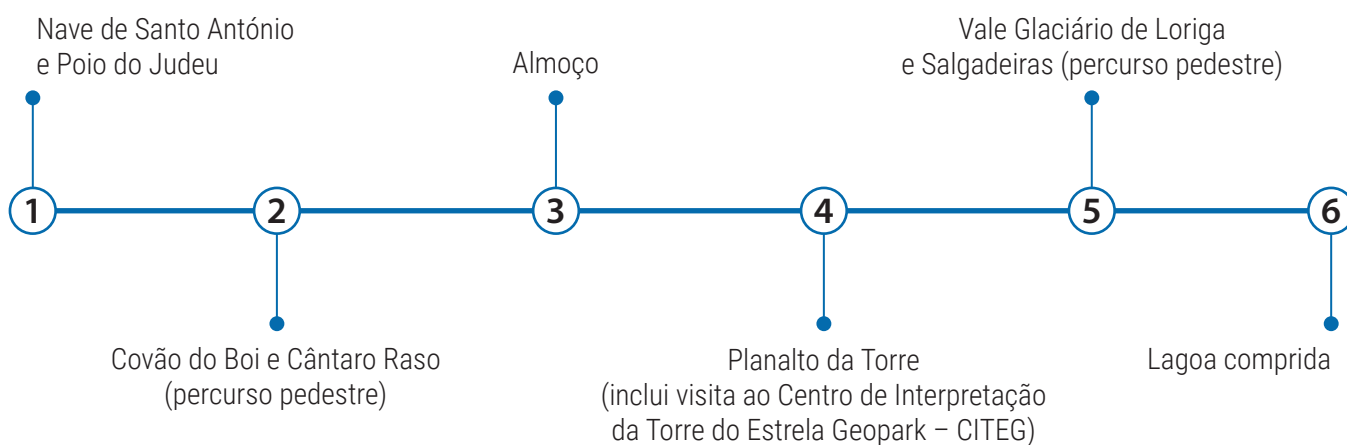 Nave de Santo António
e Poio do Judeu
Almoço
Vale Glaciário de Loriga
e Salgadeiras (percurso pedestre)
1
2
3
4
5
6
Covão do Boi e Cântaro Raso
(percurso pedestre)
Planalto da Torre
(inclui visita ao Centro de Interpretação
da Torre do Estrela Geopark – CITEG)
Lagoa comprida